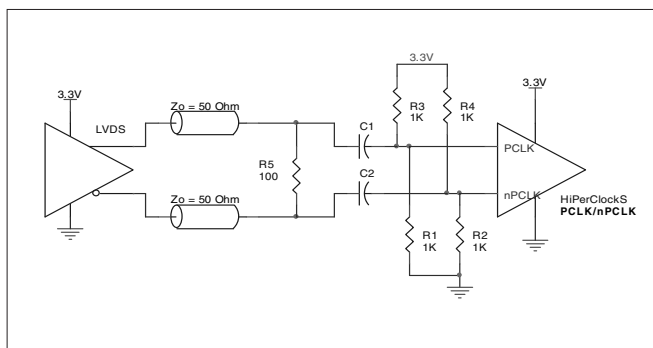 3.3V
3.3V
3.3V
Zo = 50 Ohm
LVDS
C1
R3
1K
R4
1K
PCLK
R5
100
C2
nPCLK
Zo = 50 Ohm
HiPerClockS
PCLK/nPCLK
R1
1K
R2
1K